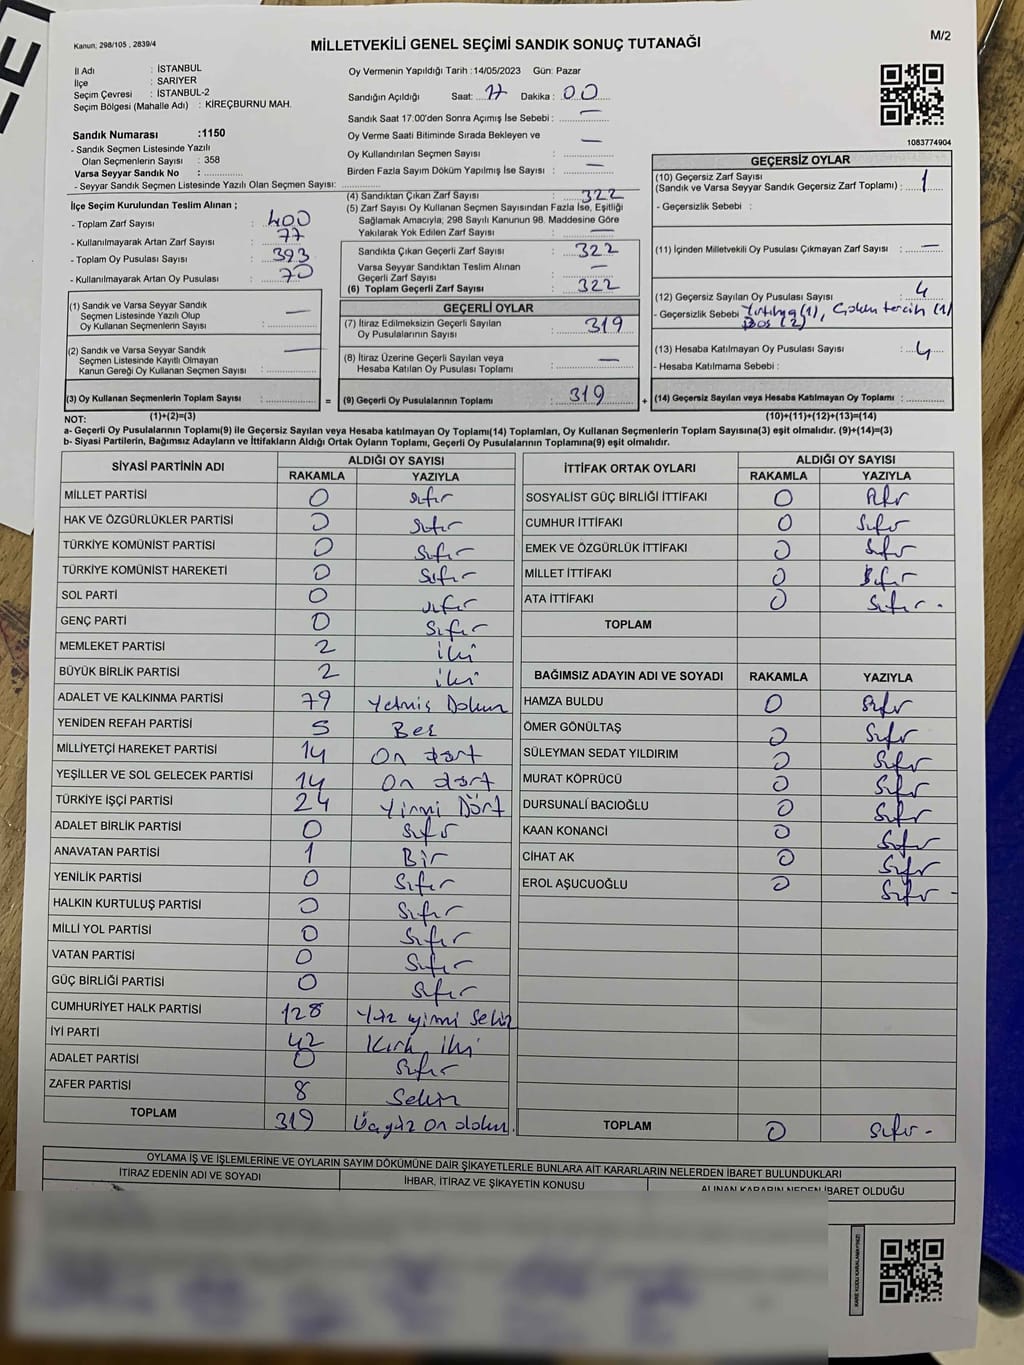 Kanun, 298/105 , 2839/4
MİLLETVEKİLİ GENEL SEÇİMİ SANDIK SONUÇ TUTANAĞI
M/2
İl Adı : İSTANBUL
İlçe : SARIYER
Seçim Çevresi : İSTANBUL-2
Seçim Bölgesi (Mahalle Adı) : KİREÇBURNU MAH.
Sandık Numarası :1150
- Sandık Seçmen Listesinde Yazılı
Olan Seçmenlerin Sayısı : 358
Varsa Seyyar Sandık No :
- Seyyar Sandık Seçmen Listesinde Yazılı Olan Seçmen Sayısı:
İlçe Seçim Kurulundan Teslim Alınan ;
- Toplam Zarf Sayısı : 400
- Kullanılmayarak Artan Zarf Sayısı : 77
- Toplam Oy Pusulası Sayısı : 393
- Kullanılmayarak Artan Oy Pusulası : 70
(1) Sandık ve Varsa Seyyar Sandık
Seçmen Listesinde Yazılı Olup
Oy Kullanan Seçmenlerin Sayısı : —
(2) Sandık ve Varsa Seyyar Sandık
Seçmen Listesinde Kayıtlı Olmayan
Kanun Gereği Oy Kullanan Seçmen Sayısı : —
(3) Oy Kullanan Seçmenlerin Toplam Sayısı :
Oy Vermenin Yapıldığı Tarih :14/05/2023 Gün: Pazar
Sandığın Açıldığı Saat: 17 Dakika : 00
Sandık Saat 17:00'den Sonra Açımış İse Sebebi : —
Oy Verme Saati Bitiminde Sırada Bekleyen ve
Oy Kullandırılan Seçmen Sayısı : —
Birden Fazla Sayım Döküm Yapılmış İse Sayısı : —
(4) Sandıktan Çıkan Zarf Sayısı : 322
(5) Zarf Sayısı Oy Kullanan Seçmen Sayısından Fazla İse, Eşitliği
Sağlamak Amacıyla; 298 Sayılı Kanunun 98. Maddesine Göre
Yakılarak Yok Edilen Zarf Sayısı : —
Sandıkta Çıkan Geçerli Zarf Sayısı : 322
Varsa Seyyar Sandıktan Teslim Alınan
Geçerli Zarf Sayısı : —
(6) Toplam Geçerli Zarf Sayısı : 322
GEÇERLİ OYLAR
(7) İtiraz Edilmeksizin Geçerli Sayılan
Oy Pusulalarının Sayısı : 319
(8) İtiraz Üzerine Geçerli Sayılan veya
Hesaba Katılan Oy Pusulası Toplamı : —
= (9) Geçerli Oy Pusulalarının Toplamı : 319
1083774904
GEÇERSİZ OYLAR
(10) Geçersiz Zarf Sayısı
(Sandık ve Varsa Seyyar Sandık Geçersiz Zarf Toplamı) : 1
- Geçersizlik Sebebi :
(11) İçinden Milletvekili Oy Pusulası Çıkmayan Zarf Sayısı : —
(12) Geçersiz Sayılan Oy Pusulası Sayısı : 4
- Geçersizlik Sebebi : (1), tercih (1)
Boş (2)
(13) Hesaba Katılmayan Oy Pusulası Sayısı : 4
- Hesaba Katılmama Sebebi :
+ (14) Geçersiz Sayılan veya Hesaba Katılmayan Oy Toplamı :
NOT: (1)+(2)=(3) (10)+(11)+(12)+(13)=(14)
a- Geçerli Oy Pusulalarının Toplamı(9) ile Geçersiz Sayılan veya Hesaba katılmayan Oy Toplamı(14) Toplamları, Oy Kullanan Seçmenlerin Toplam Sayısına(3) eşit olmalıdır. (9)+(14)=(3)
b- Siyasi Partilerin, Bağımsız Adayların ve İttifakların Aldığı Ortak Oyların Toplamı, Geçerli Oy Pusulalarının Toplamına(9) eşit olmalıdır.
SİYASİ PARTİNİN ADI ALDIĞI OY SAYISI
RAKAMLA YAZIYLA
MİLLET PARTİSİ 0 sıfır
HAK VE ÖZGÜRLÜKLER PARTİSİ 0 sıfır
TÜRKİYE KOMÜNİST PARTİSİ 0 sıfır
TÜRKİYE KOMÜNİST HAREKETİ 0 sıfır
SOL PARTİ 0 sıfır
GENÇ PARTİ 0 sıfır
MEMLEKET PARTİSİ 2 iki
BÜYÜK BİRLİK PARTİSİ 2 iki
ADALET VE KALKINMA PARTİSİ 79 Yetmiş Dokuz
YENİDEN REFAH PARTİSİ 5 Beş
MİLLİYETÇİ HAREKET PARTİSİ 14 On dört
YEŞİLLER VE SOL GELECEK PARTİSİ 14 On dört
TÜRKİYE İŞÇİ PARTİSİ 24 Yirmi Dört
ADALET BİRLİK PARTİSİ 0 sıfır
ANAVATAN PARTİSİ 1 Bir
YENİLİK PARTİSİ 0 Sıfır
HALKIN KURTULUŞ PARTİSİ 0 Sıfır
MİLLİ YOL PARTİSİ 0 Sıfır
VATAN PARTİSİ 0 Sıfır
GÜÇ BİRLİĞİ PARTİSİ 0 sıfır
CUMHURİYET HALK PARTİSİ 128 Yüz yirmi sekiz
İYİ PARTİ 42 Kırk iki
ADALET PARTİSİ 0 sıfır
ZAFER PARTİSİ 8 Sekiz
TOPLAM 319 Üçyüz on dokuz.
İTTİFAK ORTAK OYLARI ALDIĞI OY SAYISI
RAKAMLA YAZIYLA
SOSYALİST GÜÇ BİRLİĞİ İTTİFAKI 0 sıfır
CUMHUR İTTİFAKI 0 sıfır
EMEK VE ÖZGÜRLÜK İTTİFAKI 0 sıfır
MİLLET İTTİFAKI 0 sıfır
ATA İTTİFAKI 0 sıfır -
TOPLAM
BAĞIMSIZ ADAYIN ADI VE SOYADI RAKAMLA YAZIYLA
HAMZA BULDU 0 sıfır
ÖMER GÖNÜLTAŞ 0 sıfır
SÜLEYMAN SEDAT YILDIRIM 0 sıfır
MURAT KÖPRÜCÜ 0 sıfır
DURSUNALİ BACIOĞLU 0 sıfır
KAAN KONANCİ 0 sıfır
CİHAT AK 0 sıfır
EROL AŞUCUOĞLU 0 sıfır -
TOPLAM 0 sıfır -
OYLAMA İŞ VE İŞLEMLERİNE VE OYLARIN SAYIM DÖKÜMÜNE DAİR ŞİKAYETLERLE BUNLARA AİT KARARLARIN NELERDEN İBARET BULUNDUKLARI
İTİRAZ EDENİN ADI VE SOYADI İHBAR, İTİRAZ VE ŞİKAYETİN KONUSU ALINAN KARARIN NEDEN İBARET OLDUĞU
KARE KODU KARALAMAYINIZ!